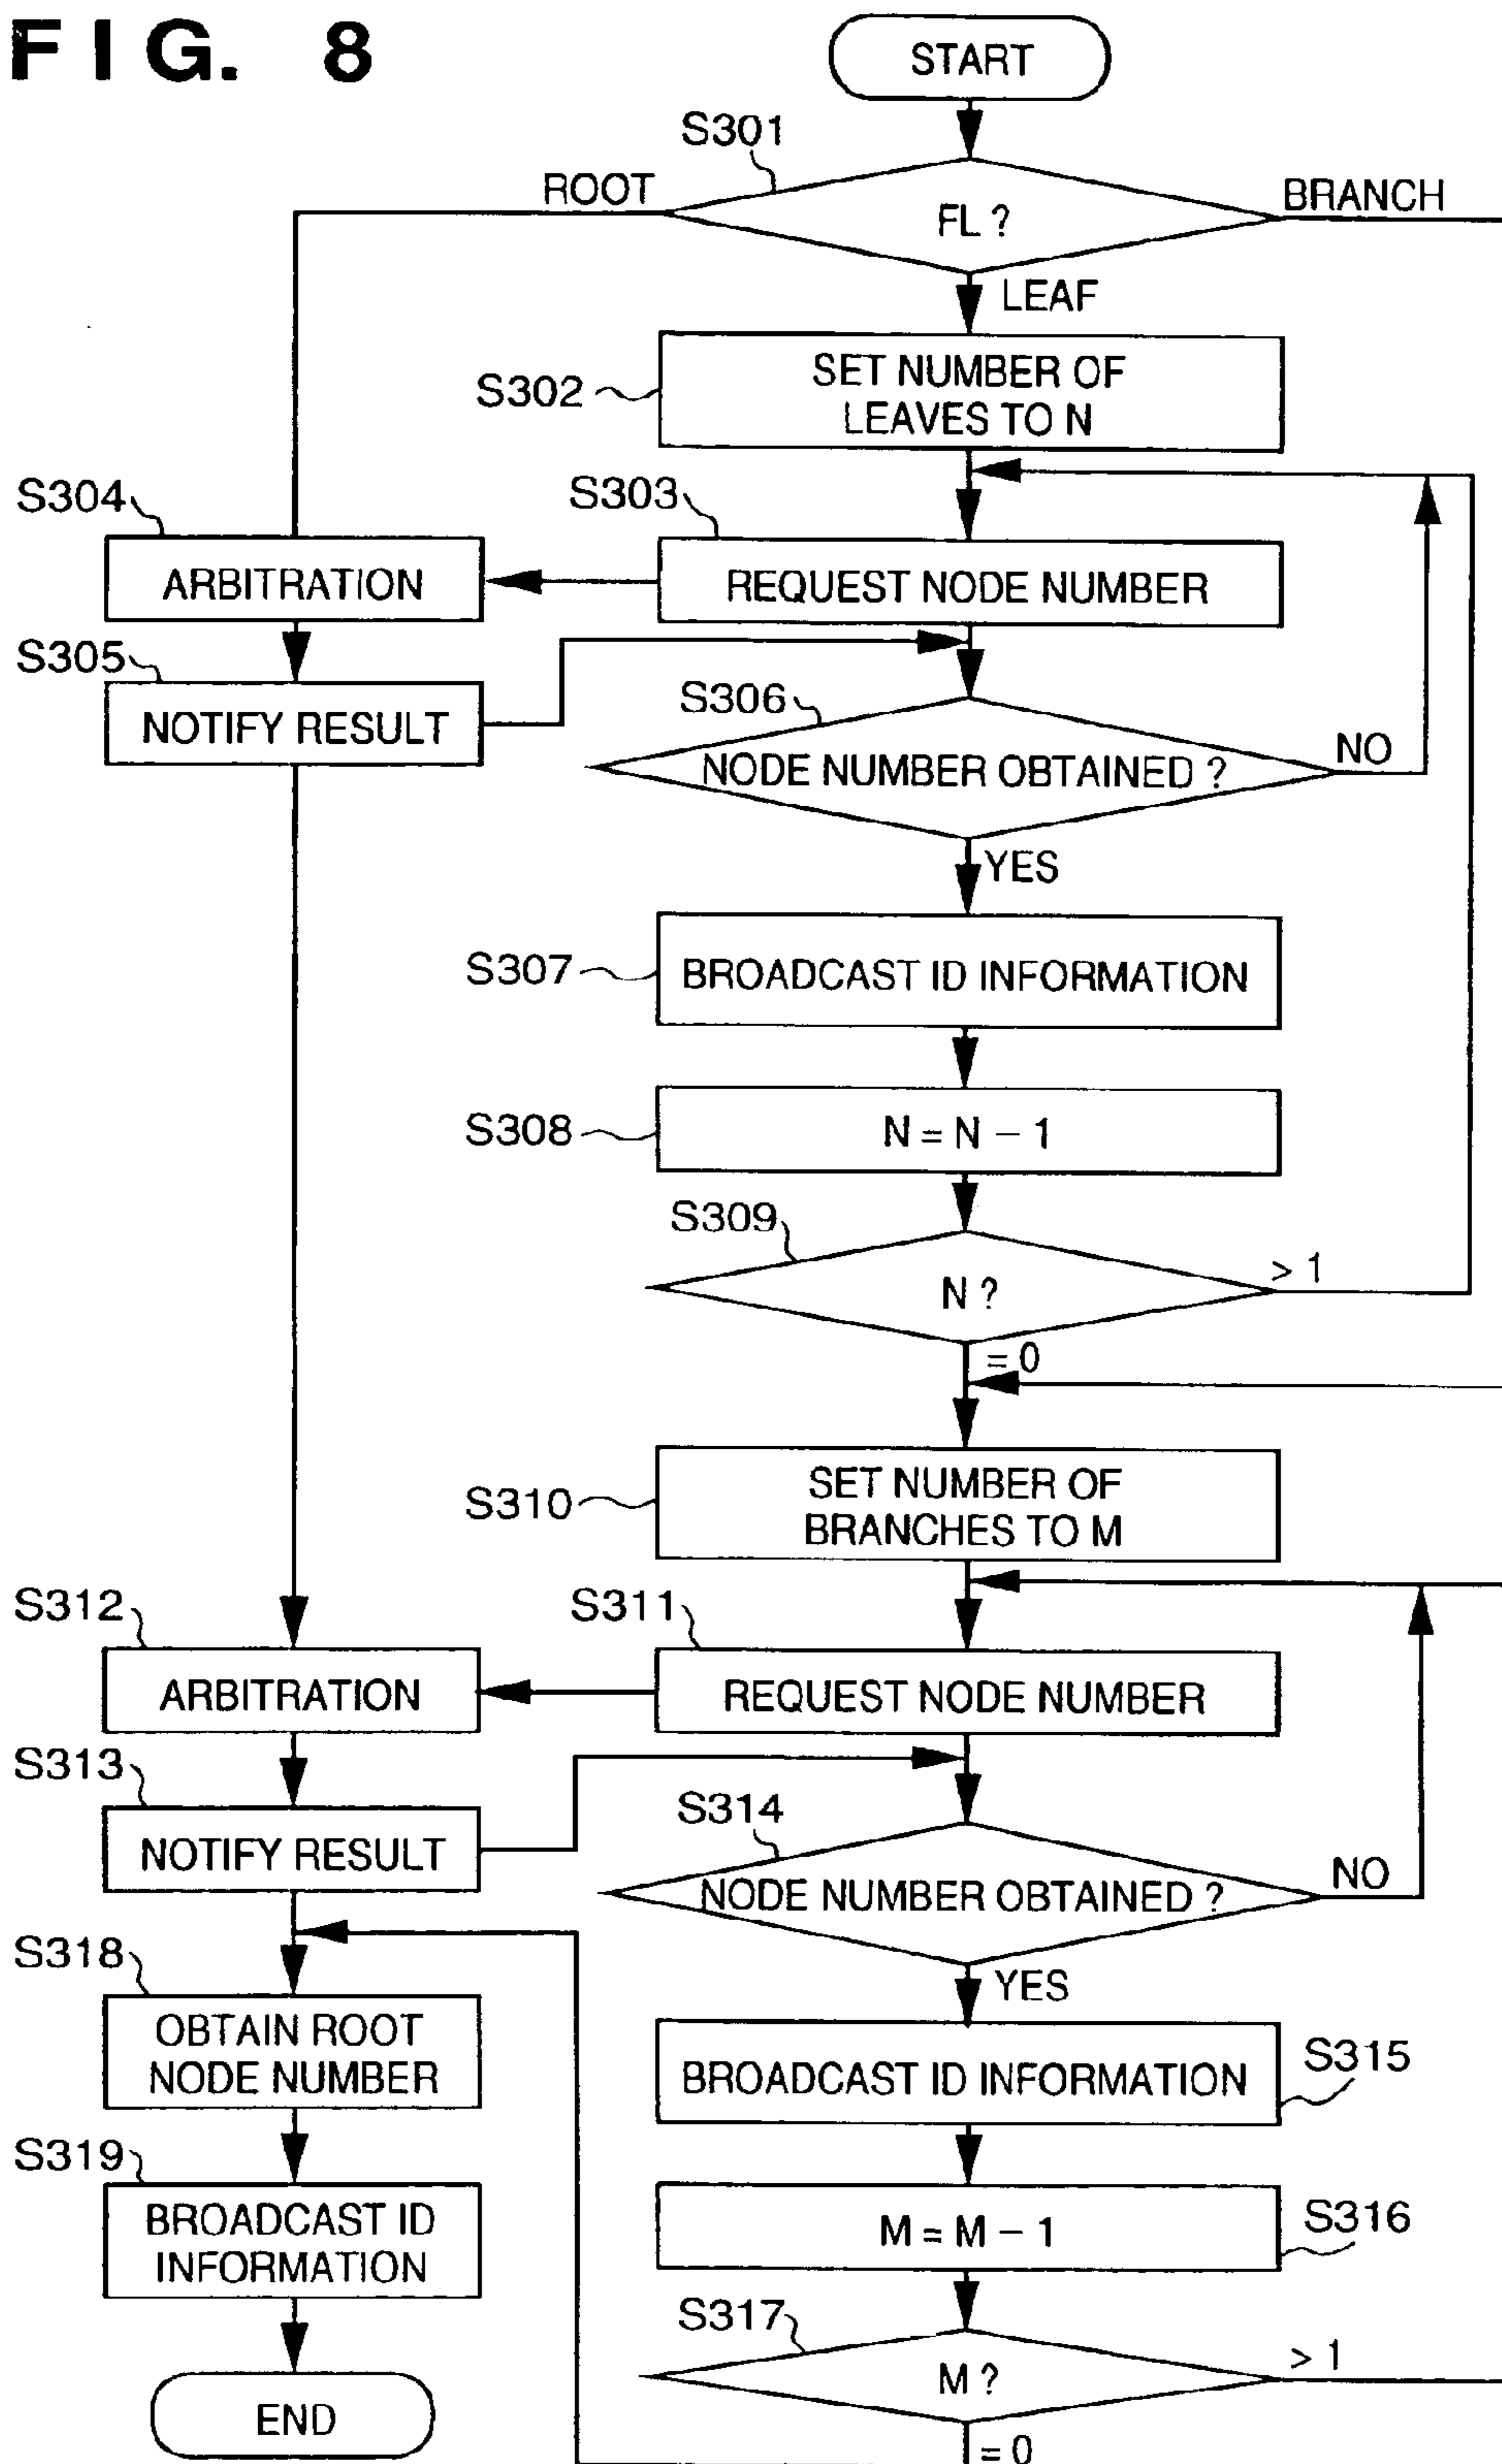 FIG. 8
START
S301
ROOT
FL ?
BRANCH
LEAF
S302
SET NUMBER OF
LEAVES TO N
S304
S303
ARBITRATION
REQUEST NODE NUMBER
S305
NOTIFY RESULT
S306
NODE NUMBER OBTAINED ?
NO
YES
S307
BROADCAST ID INFORMATION
S308
N = N − 1
S309
N ?
> 1
= 0
S310
SET NUMBER OF
BRANCHES TO M
S312
S311
ARBITRATION
REQUEST NODE NUMBER
S313
NOTIFY RESULT
S314
NODE NUMBER OBTAINED ?
NO
YES
S318
OBTAIN ROOT
NODE NUMBER
BROADCAST ID INFORMATION
S315
S319
BROADCAST ID
INFORMATION
M = M − 1
S316
S317
M ?
> 1
= 0
END